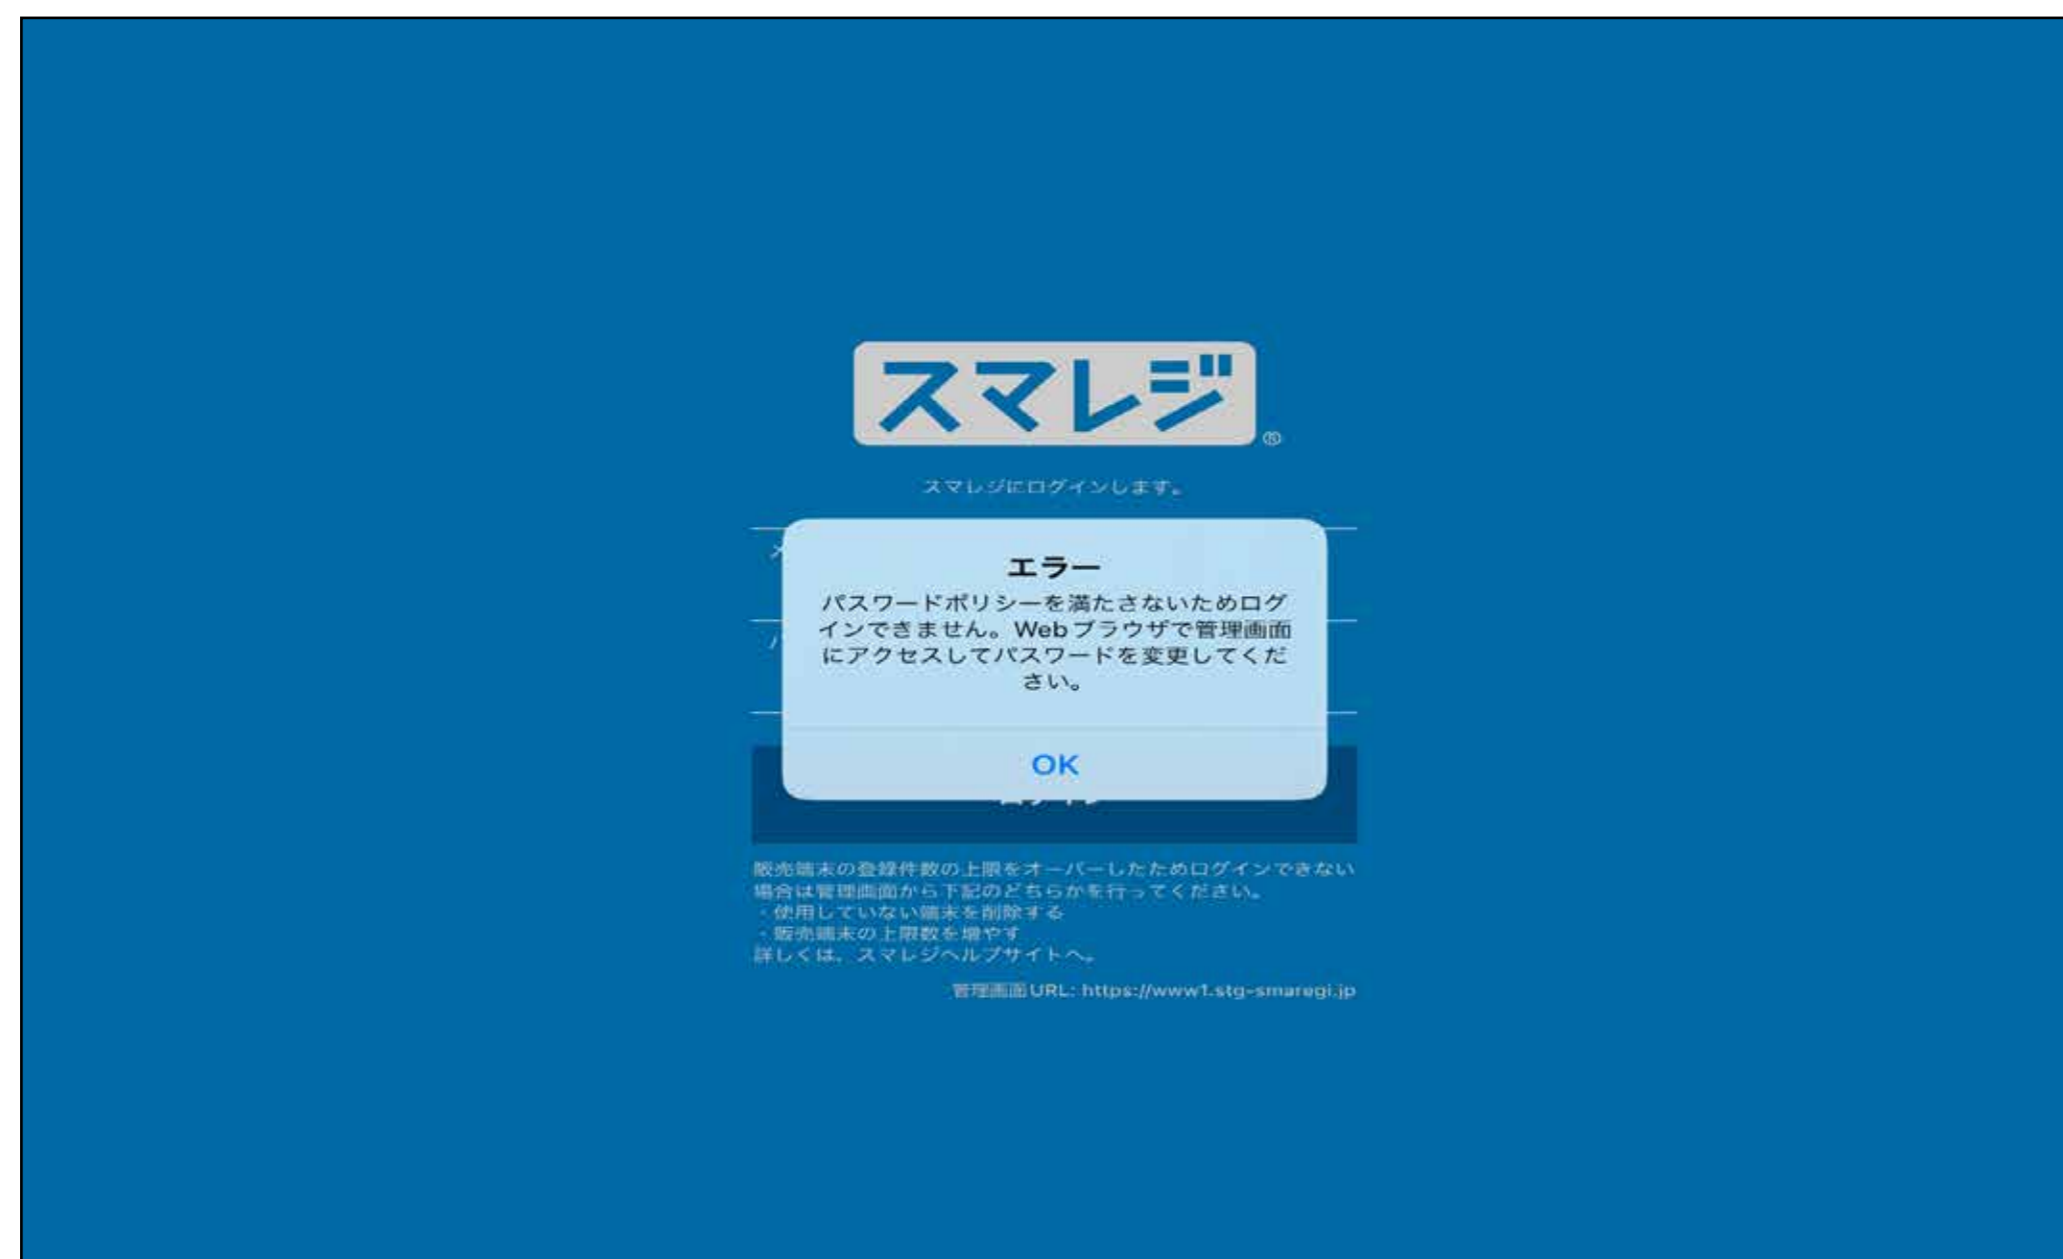 スマレジ
®
スマレジにログインします。
エラー
パスワードポリシーを満たさないためログ
インできません。Webブラウザで管理画面
にアクセスしてパスワードを変更してくだ
さい。
OK
販売端末の登録件数の上限をオーバーしたためログインできない
場合は管理画面から下記のどちらかを行ってください。
・使用していない端末を削除する
・販売端末の上限数を増やす
詳しくは、スマレジヘルプサイトへ。
管理画面URL: https://www1.stg-smaregi.jp